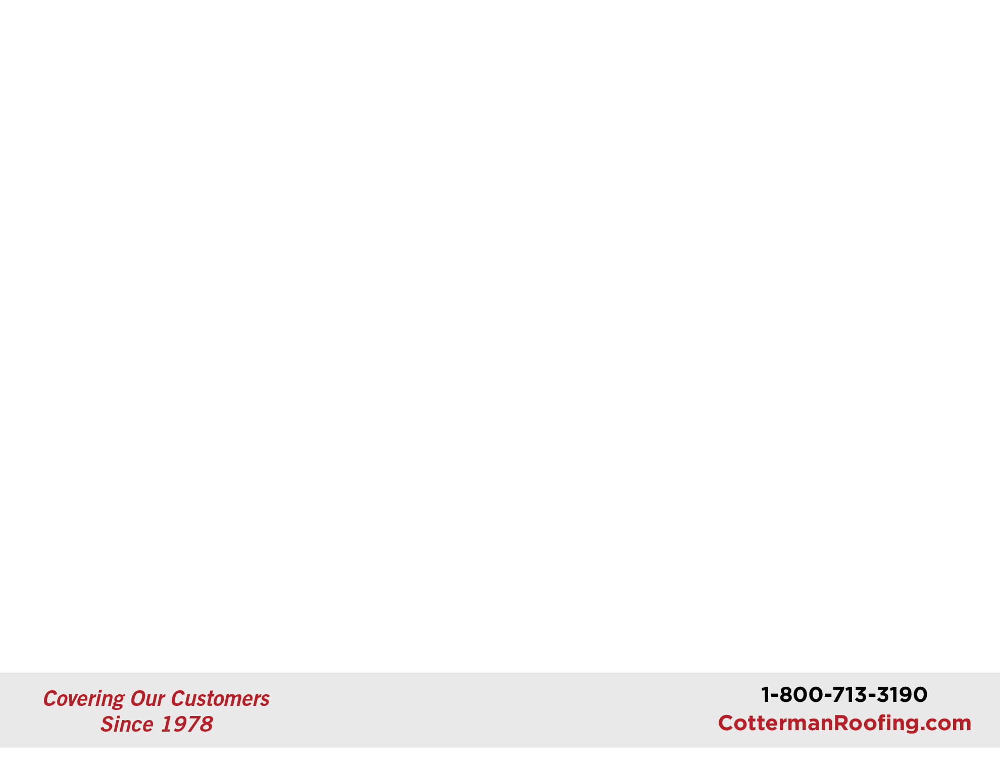 Covering Our Customers
Since 1978
1-800-713-3190
CottermanRoofing.com